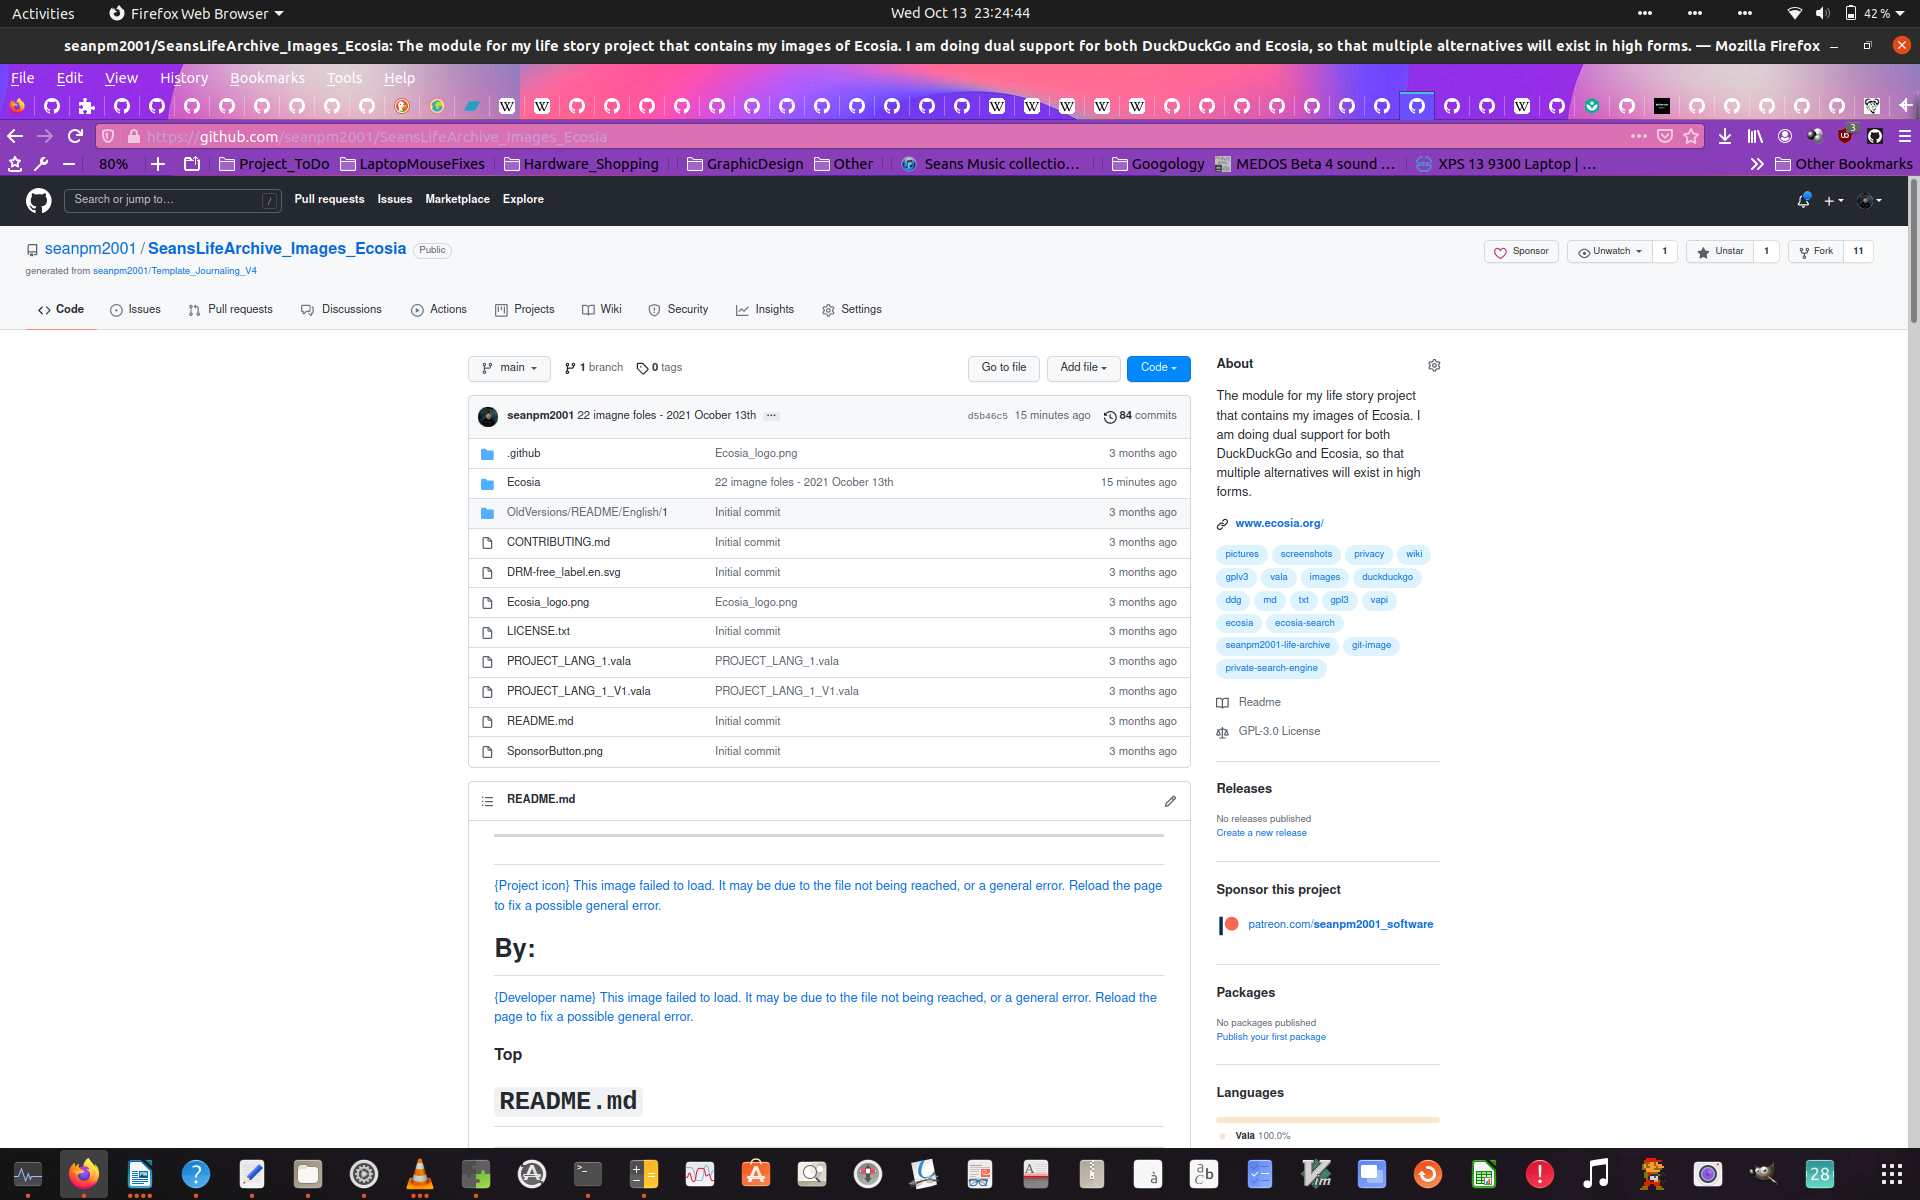 Activities Firefox Web Browser Wed Oct 13 23:24:44 42 %
seanpm2001/SeansLifeArchive_Images_Ecosia: The module for my life story project that contains my images of Ecosia. I am doing dual support for both DuckDuckGo and Ecosia, so that multiple alternatives will exist in high forms. — Mozilla Firefox
File Edit View History Bookmarks Tools Help
https://github.com/seanpm2001/SeansLifeArchive_Images_Ecosia 3
80% Project_ToDo LaptopMouseFixes Hardware_Shopping GraphicDesign Other Seans Music collectio… Googology MEDOS Beta 4 sound … XPS 13 9300 Laptop | … Other Bookmarks
Search or jump to… / Pull requests Issues Marketplace Explore
seanpm2001 / SeansLifeArchive_Images_Ecosia Public Sponsor Unwatch 1 Unstar 1 Fork 11
generated from seanpm2001/Template_Journaling_V4
Code Issues Pull requests Discussions Actions Projects Wiki Security Insights Settings
main 1 branch 0 tags Go to file Add file Code
seanpm2001 22 imagne foles - 2021 Ocober 13th ... d5b46c5 15 minutes ago 84 commits
.github Ecosia_logo.png 3 months ago
Ecosia 22 imagne foles - 2021 Ocober 13th 15 minutes ago
OldVersions/README/English/1 Initial commit 3 months ago
CONTRIBUTING.md Initial commit 3 months ago
DRM-free_label.en.svg Initial commit 3 months ago
Ecosia_logo.png Ecosia_logo.png 3 months ago
LICENSE.txt Initial commit 3 months ago
PROJECT_LANG_1.vala PROJECT_LANG_1.vala 3 months ago
PROJECT_LANG_1_V1.vala PROJECT_LANG_1_V1.vala 3 months ago
README.md Initial commit 3 months ago
SponsorButton.png Initial commit 3 months ago
README.md
{Project icon} This image failed to load. It may be due to the file not being reached, or a general error. Reload the page
to fix a possible general error.
By:
{Developer name} This image failed to load. It may be due to the file not being reached, or a general error. Reload the
page to fix a possible general error.
Top
README.md
About
The module for my life story project
that contains my images of Ecosia. I
am doing dual support for both
DuckDuckGo and Ecosia, so that
multiple alternatives will exist in high
forms.
www.ecosia.org/
pictures screenshots privacy wiki
gplv3 vala images duckduckgo
ddg md txt gpl3 vapi
ecosia ecosia-search
seanpm2001-life-archive git-image
private-search-engine
Readme
GPL-3.0 License
Releases
No releases published
Create a new release
Sponsor this project
patreon.com/seanpm2001_software
Packages
No packages published
Publish your first package
Languages
Vala 100.0%
28